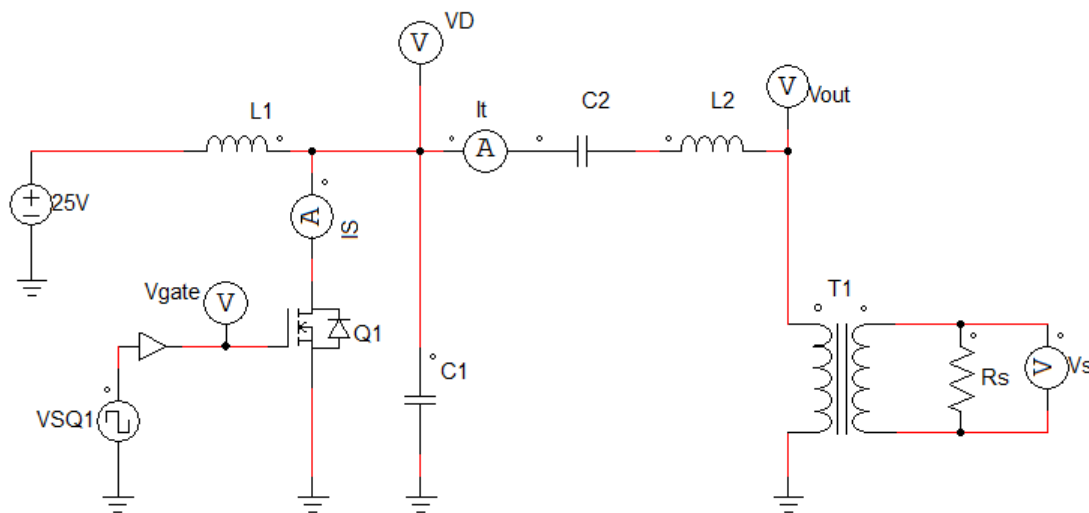 VD
V
It
A
C2
L2
V
Vout
L1
25V
A
IS
Vgate
V
Q1
C1
T1
VSQ1
Rs
V
Vs